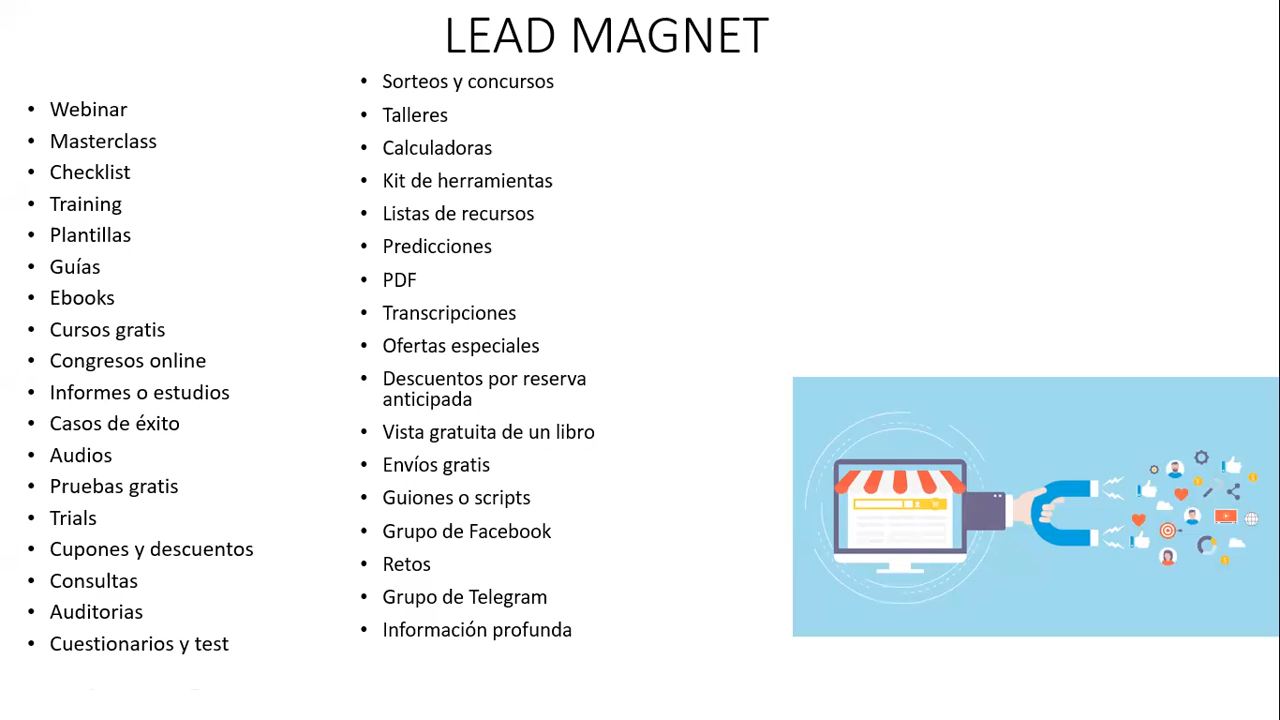 LEAD MAGNET
Webinar
Masterclass
Checklist
Training
Plantillas
Guías
Ebooks
Cursos gratis
Congresos online
Informes o estudios
Casos de éxito
Audios
Pruebas gratis
Trials
Cupones y descuentos
Consultas
Auditorias
Cuestionarios y test
Sorteos y concursos
Talleres
Calculadoras
Kit de herramientas
Listas de recursos
Predicciones
PDF
Transcripciones
Ofertas especiales
Descuentos por reserva
anticipada
Vista gratuita de un libro
Envíos gratis
Guiones o scripts
Grupo de Facebook
Retos
Grupo de Telegram
Información profunda